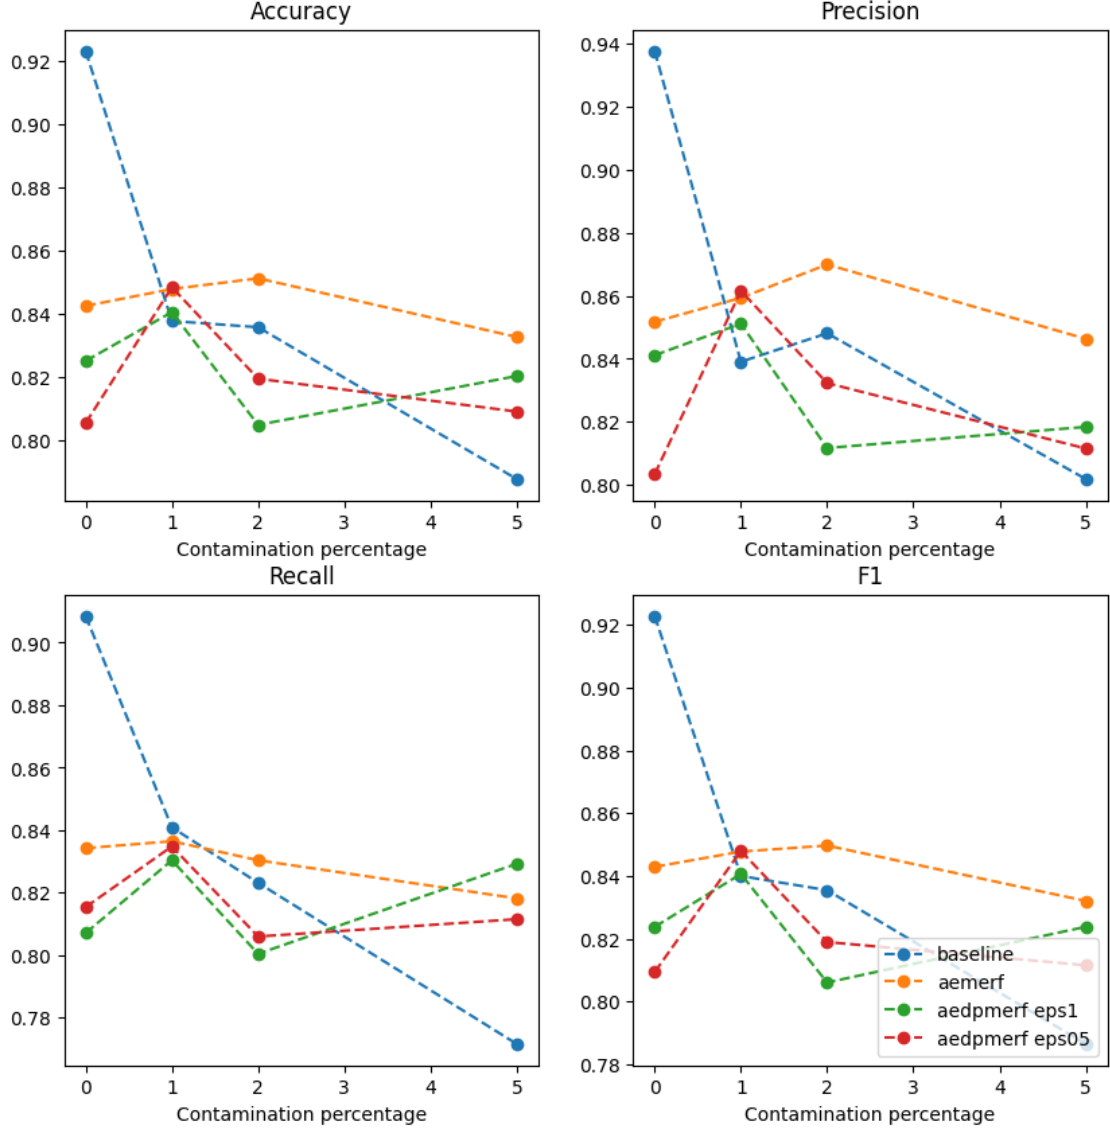 Accuracy
0.92
0.90
0.88
0.86
0.84
0.82
0.80
0 1 2 3 4 5
Contamination percentage
Precision
0.94
0.92
0.90
0.88
0.86
0.84
0.82
0.80
0 1 2 3 4 5
Contamination percentage
Recall
0.90
0.88
0.86
0.84
0.82
0.80
0.78
0 1 2 3 4 5
Contamination percentage
F1
0.92
0.90
0.88
0.86
0.84
0.82
0.80
0.78
baseline
aemerf
aedpmerf eps1
aedpmerf eps05
0 1 2 3 4 5
Contamination percentage